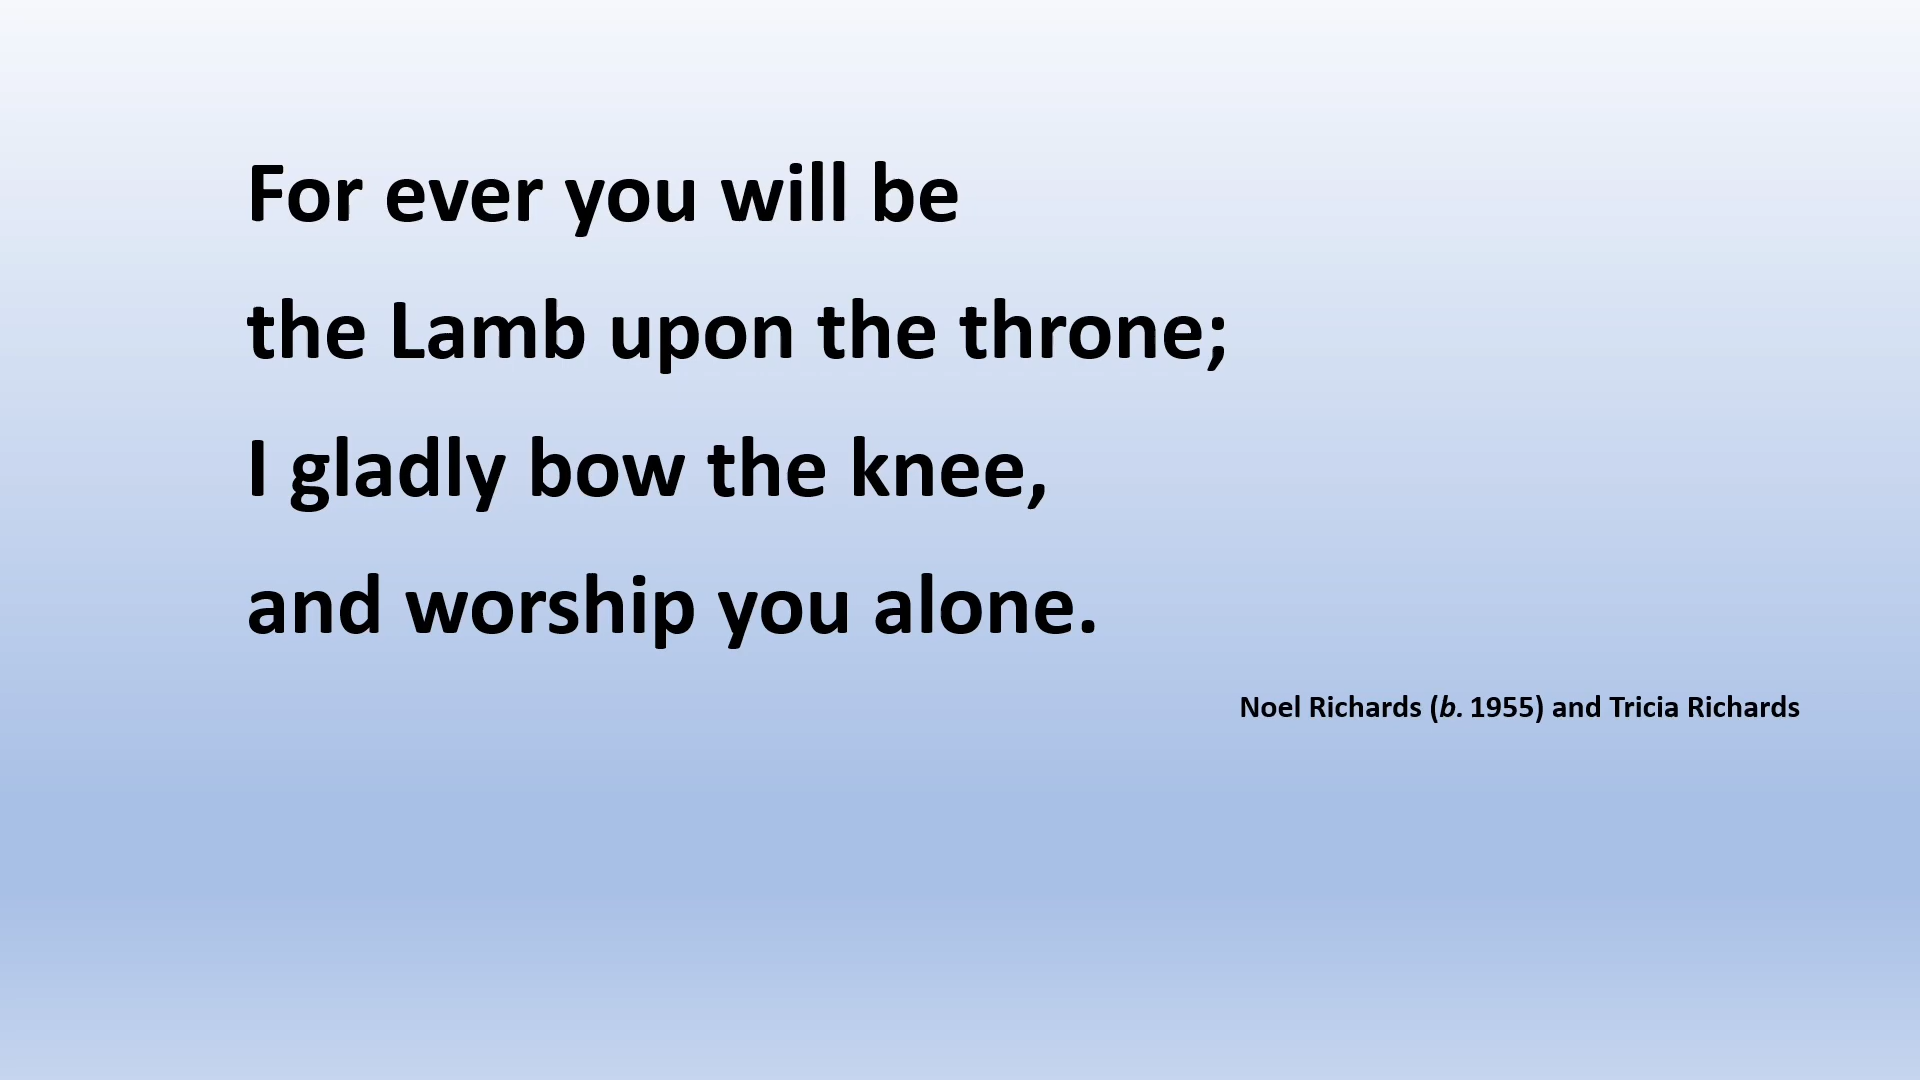 For ever you will be
the Lamb upon the throne;
I gladly bow the knee,
and worship you alone.
Noel Richards (b. 1955) and Tricia Richards